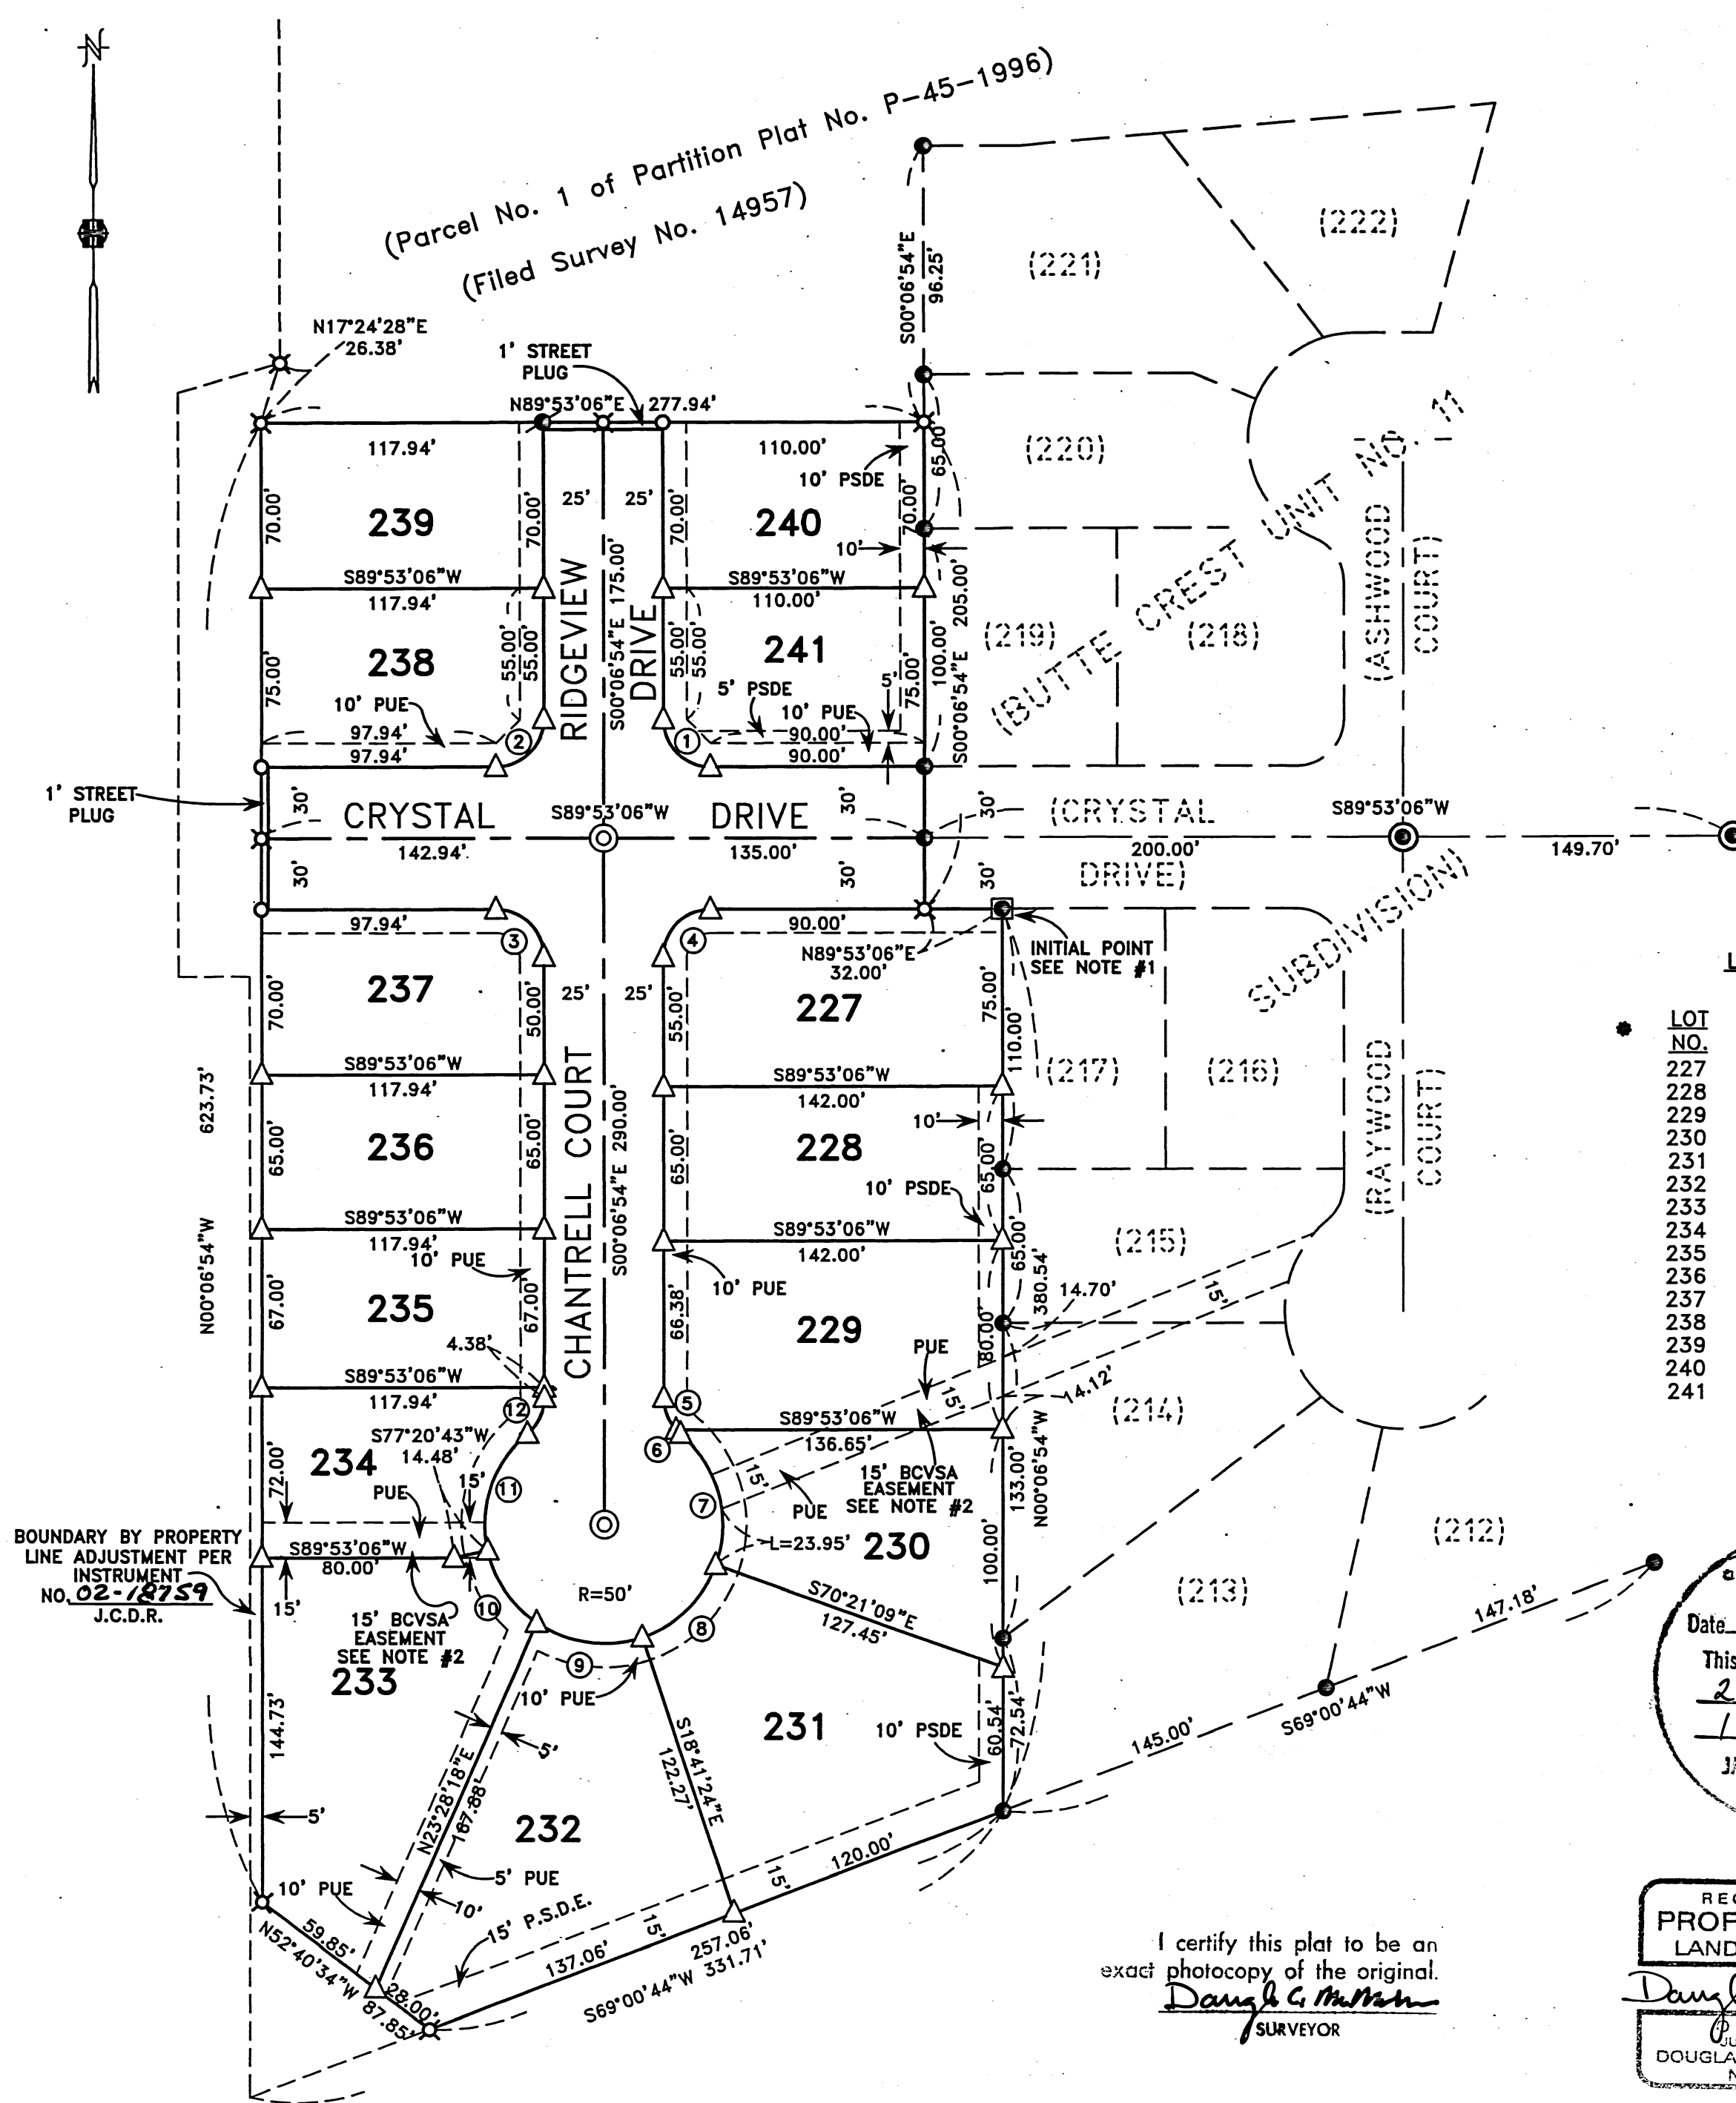 N
(Parcel No. 1 of Partition Plat No. P-45-1996)
(Filed Survey No. 14957)
N17°24'28"E
26.38'
1' STREET
PLUG
N89°53'06"E 277.94'
117.94'
110.00'
S00°06'54"E
96.25'
(221)
(222)
(220)
(BUTTE CREST UNIT NO. 11
SUBDIVISION)
10' PSDE
65.00'
70.00'
239
70.00'
25'
25'
70.00'
240
70.00'
10'
S89°53'06"W
117.94'
S89°53'06"W
110.00'
RIDGEVIEW
DRIVE
S00°06'54"E 175.00'
(ASHWOOD
COURT)
(219)
(218)
75.00'
238
55.00'
55.00'
55.00'
55.00'
241
5' PSDE
75.00'
100.00'
S00°06'54"E 205.00'
5'
10' PUE
10' PUE
97.94'
2
1
90.00'
97.94'
90.00'
1' STREET
PLUG
30'
CRYSTAL
S89°53'06"W
DRIVE
30'
30'
(CRYSTAL
DRIVE)
S89°53'06"W
142.94'
135.00'
200.00'
149.70'
30'
30'
30'
97.94'
90.00'
3
4
N89°53'06"E
32.00'
INITIAL POINT
SEE NOTE #1
237
70.00'
50.00'
25'
25'
55.00'
227
75.00'
110.00'
(217)
(216)
(RAYWOOD
COURT)
LOT
NO.
227
228
229
230
231
232
233
234
235
236
237
238
239
240
241
S89°53'06"W
117.94'
S89°53'06"W
142.00'
623.73'
N00°06'54"W
CHANTRELL COURT
S00°06'54"E 290.00'
65.00'
236
65.00'
65.00'
228
10'
65.00'
10' PSDE
S89°53'06"W
117.94'
S89°53'06"W
142.00'
10' PUE
10' PUE
(215)
65.00'
380.54'
14.70'
15'
67.00'
235
67.00'
66.38'
229
80.00'
PUE
4.38'
S89°53'06"W
117.94'
15'
14.12'
(214)
12
5
S89°53'06"W
136.65'
S77°20'43"W
14.48'
6
234
72.00'
PUE
15'
11
15'
7
PUE
15' BCVSA
EASEMENT
SEE NOTE #2
133.00'
N00°06'54"W
BOUNDARY BY PROPERTY
LINE ADJUSTMENT PER
INSTRUMENT
NO. 02-18759
J.C.D.R.
S89°53'06"W
80.00'
15'
L=23.95'
230
100.00'
(212)
R=50'
10
15' BCVSA
EASEMENT
SEE NOTE #2
S70°21'09"E
127.45'
(213)
147.18'
8
9
233
10' PUE
144.73'
5'
231
10' PSDE
60.54'
72.54'
S69°00'44"W
145.00'
S18°41'24"E
122.27'
N23°28'18"E
167.88'
5'
232
5' PUE
10'
10' PUE
120.00'
15'
15' P.S.D.E.
59.85'
N52°40'34"W 87.85'
28.00'
137.06'
15'
257.06'
S69°00'44"W 331.71'
I certify this plat to be an
exact photocopy of the original.
SURVEYOR
Date
This